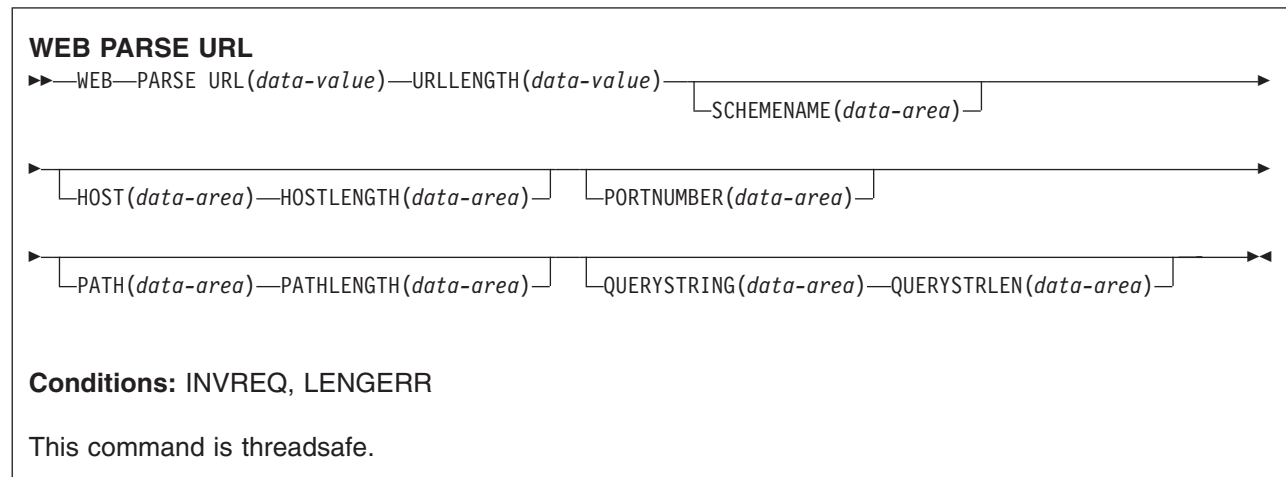 WEB PARSE URL
WEB PARSE URL(data-value) URLLENGTH(data-value)
SCHEMENAME(data-area)
HOST(data-area) HOSTLENGTH(data-area) PORTNUMBER(data-area)
PATH(data-area) PATHLENGTH(data-area) QUERYSTRING(data-area) QUERYSTRLEN(data-area)
Conditions: INVREQ, LENGERR
This command is threadsafe.